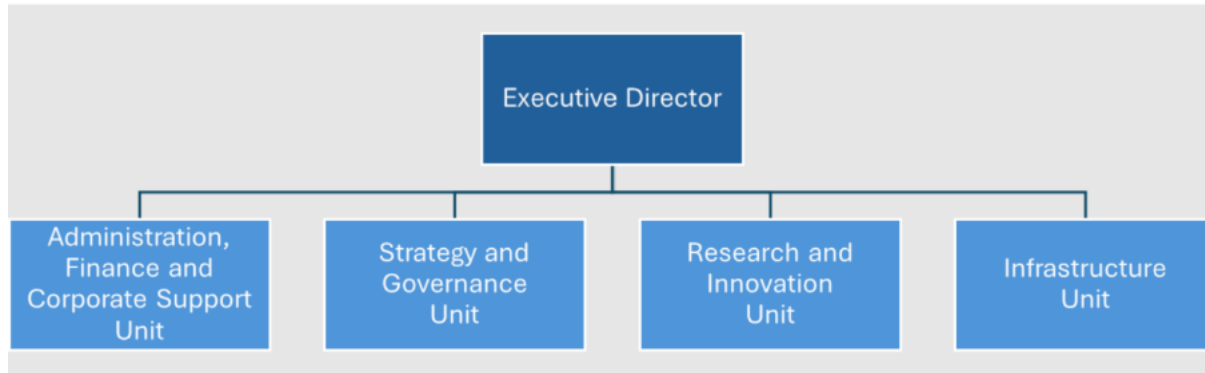 Executive Director
Administration,
Finance and
Corporate Support
Unit
Strategy and
Governance
Unit
Research and
Innovation
Unit
Infrastructure
Unit